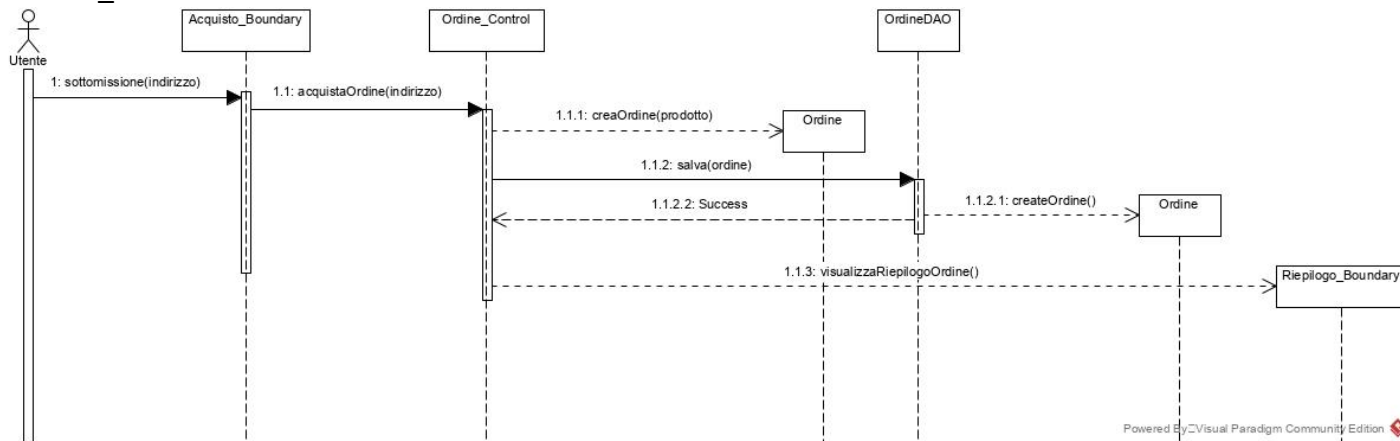 Acquisto_Boundary
Ordine_Control
OrdineDAO
Utente
1: sottomissione(indirizzo)
1.1: acquistaOrdine(indirizzo)
1.1.1: creaOrdine(prodotto)
Ordine
1.1.2: salva(ordine)
1.1.2.2: Success
1.1.2.1: createOrdine()
Ordine
1.1.3: visualizzaRiepilogoOrdine()
Riepilogo_Boundary
Powered By Visual Paradigm Community Edition